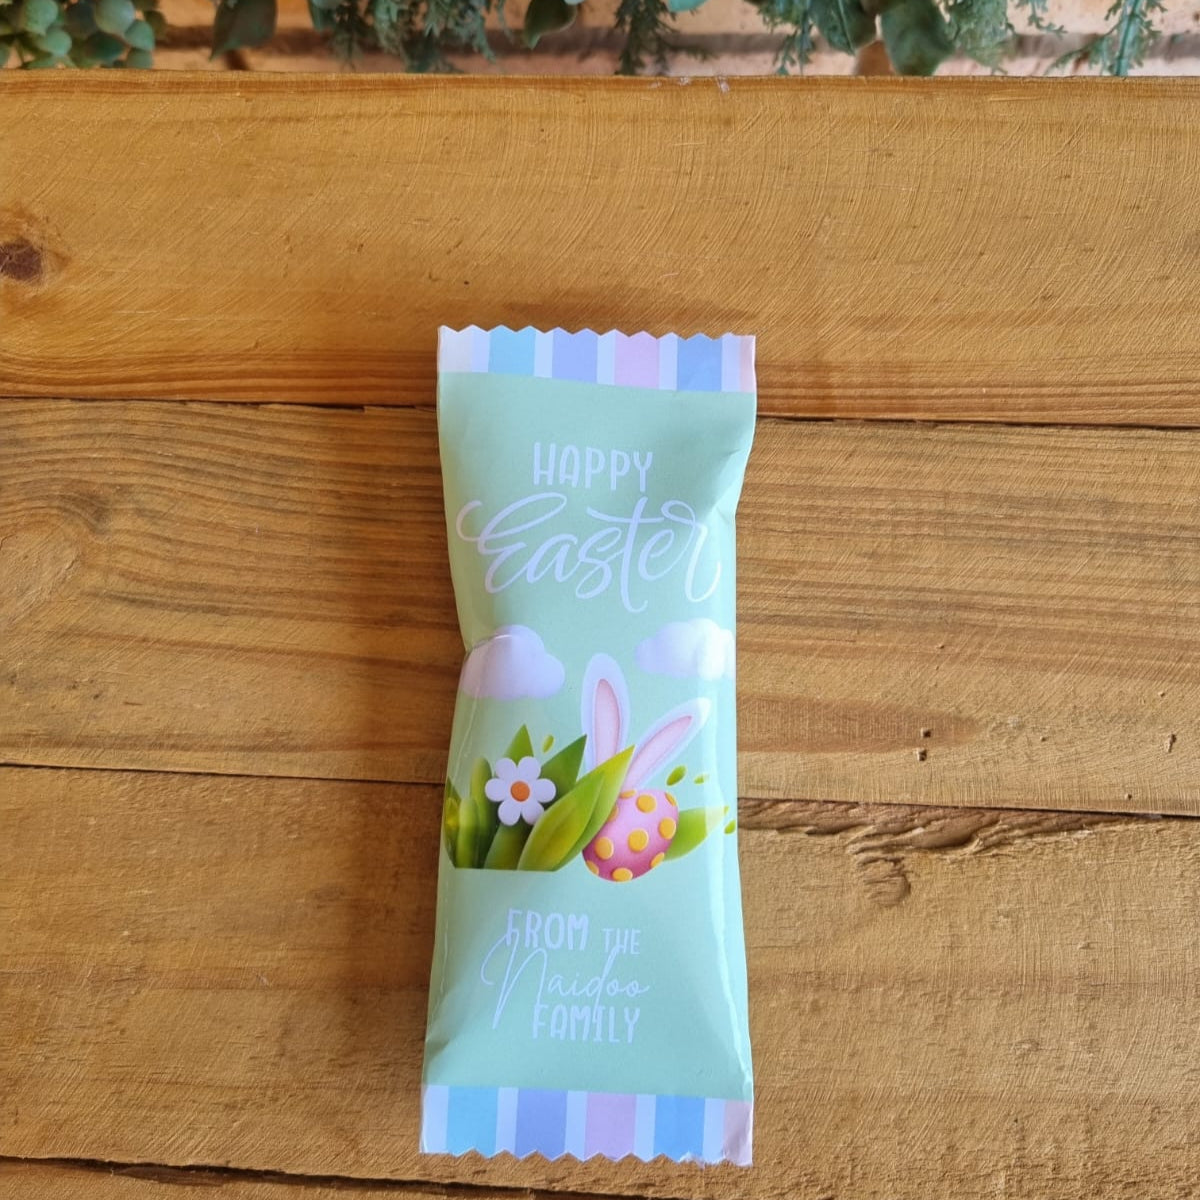 HAPPY
Easter
FROM THE
Naidoo
FAMILY